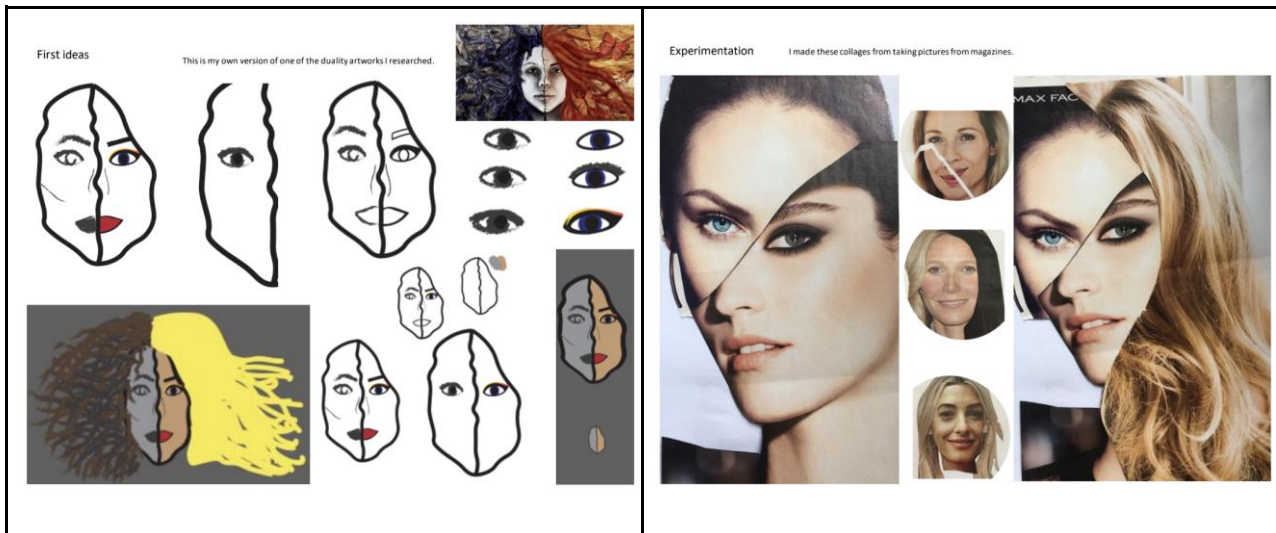 First ideas
This is my own version of one of the duality artworks I researched.
Experimentation
I made these collages from taking pictures from magazines.
MAX FAC